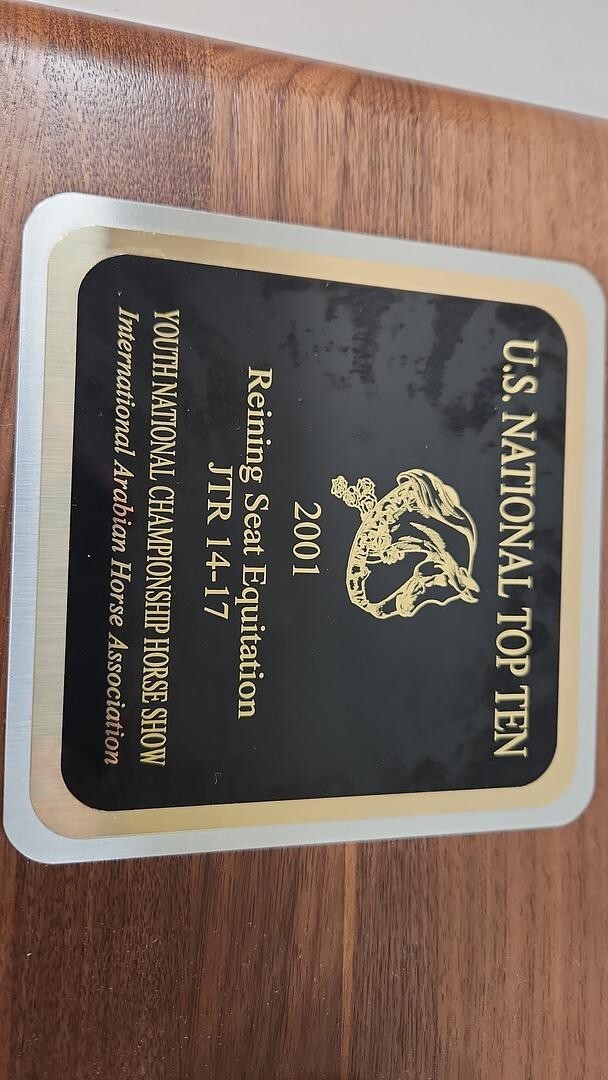 U.S. NATIONAL TOP TEN
2001
Reining Seat Equitation
JTR 14-17
YOUTH NATIONAL CHAMPIONSHIP HORSE SHOW
International Arabian Horse Association